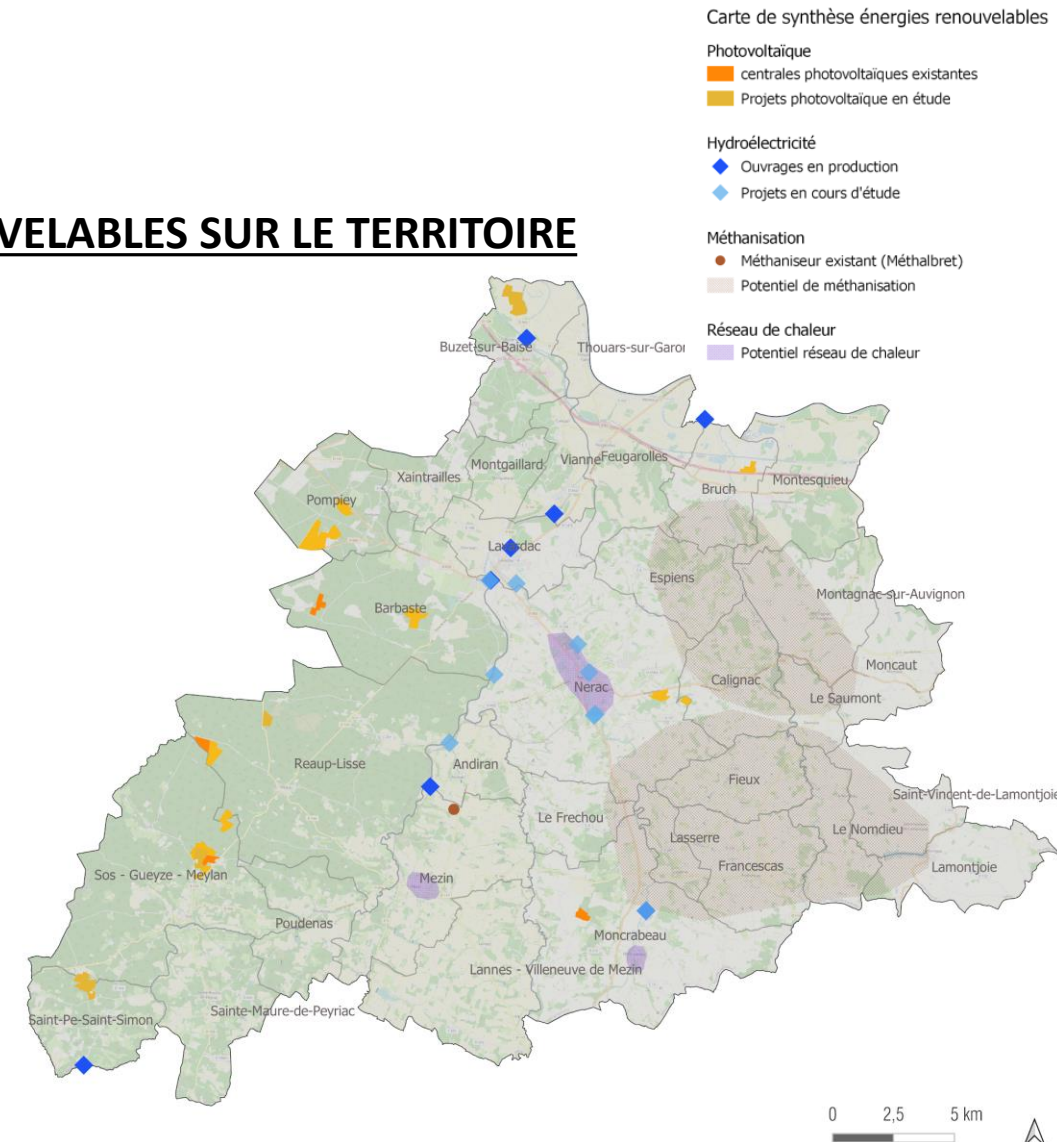 Carte de synthèse énergies renouvelables
Photovoltaïque
centrales photovoltaïques existantes
Projets photovoltaïque en étude
Hydroélectricité
Ouvrages en production
Projets en cours d'étude
Méthanisation
Méthaniseur existant (Méthalbret)
Potentiel de méthanisation
Réseau de chaleur
Potentiel réseau de chaleur
VELABLES SUR LE TERRITOIRE
Buzet-sur-Baise
Thouars-sur-Garon
Montgaillard
Vianne
Feugarolles
Xaintrailles
Bruch
Montesquieu
Pompiey
Lavardac
Espiens
Montagnac-sur-Auvignon
Barbaste
Moncaut
Calignac
Nerac
Le Saumont
Reaup-Lisse
Andiran
Fieux
Saint-Vincent-de-Lamontjoie
Le Frechou
Le Nomdieu
Lasserre
Francescas
Lamontjoie
Sos - Gueyze - Meylan
Mezin
Poudenas
Moncrabeau
Lannes - Villeneuve de Mezin
Sainte-Maure-de-Peyriac
Saint-Pe-Saint-Simon
0 2,5 5 km